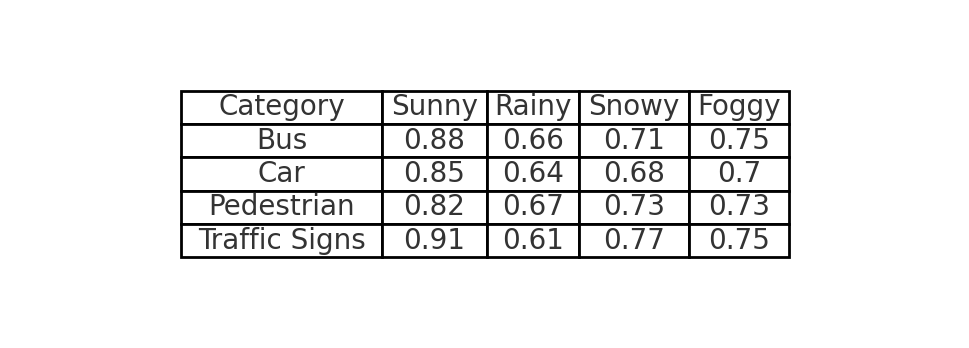 Category Sunny Rainy Snowy Foggy
Bus 0.88 0.66 0.71 0.75
Car 0.85 0.64 0.68 0.7
Pedestrian 0.82 0.67 0.73 0.73
Traffic Signs 0.91 0.61 0.77 0.75